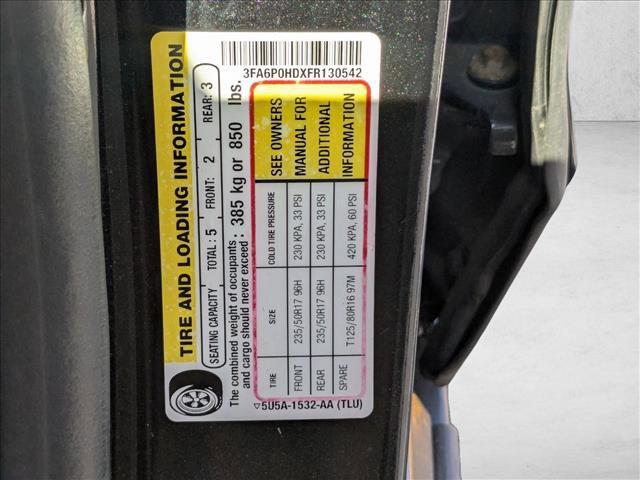 3FA6P0HDXFR130542
TIRE AND LOADING INFORMATION
SEATING CAPACITY TOTAL: 5 FRONT: 2 REAR: 3
The combined weight of occupants
and cargo should never exceed : 385 kg or 850 lbs.
TIRE SIZE COLD TIRE PRESSURE SEE OWNERS
FRONT 235/50R17 96H 230 KPA, 33 PSI MANUAL FOR
REAR 235/50R17 96H 230 KPA, 33 PSI ADDITIONAL
SPARE T125/80R16 97M 420 KPA, 60 PSI INFORMATION
▽5U5A-1532-AA (TLU)